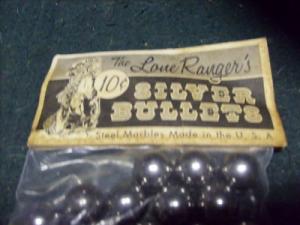 The Lone Ranger's
10¢
SILVER
BULLETS
Steel Marbles Made in the U. S. A